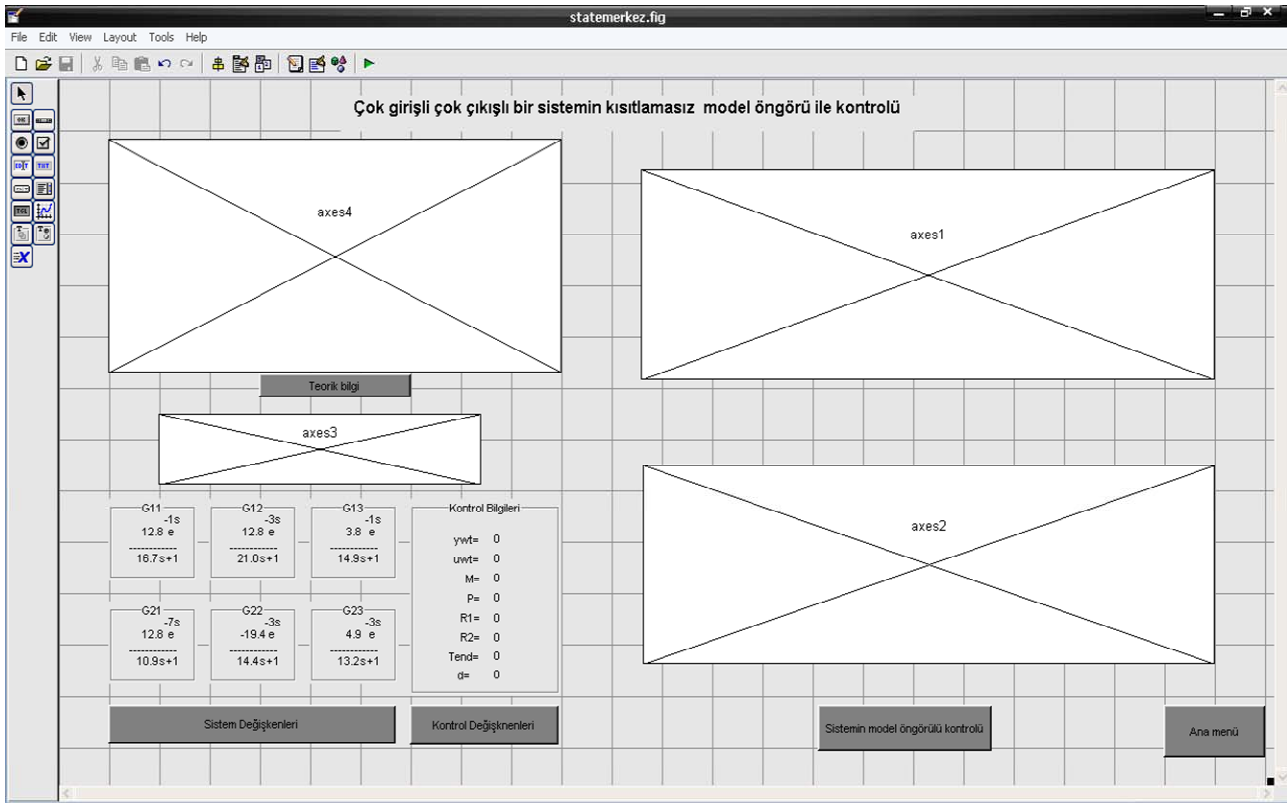 statemerkez.fig
File Edit View Layout Tools Help
Çok girişli çok çıkışlı bir sistemin kısıtlamasız model öngörü ile kontrolü
axes4
axes1
Teorik bilgi
axes3
axes2
G11
-1s
12.8 e
------------
16.7s+1
G12
-3s
12.8 e
------------
21.0s+1
G13
-1s
3.8 e
------------
14.9s+1
G21
-7s
12.8 e
------------
10.9s+1
G22
-3s
-19.4 e
------------
14.4s+1
G23
-3s
4.9 e
------------
13.2s+1
Kontrol Bilgileri
ywt= 0
uwt= 0
M= 0
P= 0
R1= 0
R2= 0
Tend= 0
d= 0
Sistem Değişkenleri
Kontrol Değişknenleri
Sistemin model öngörülü kontrolü
Ana menü